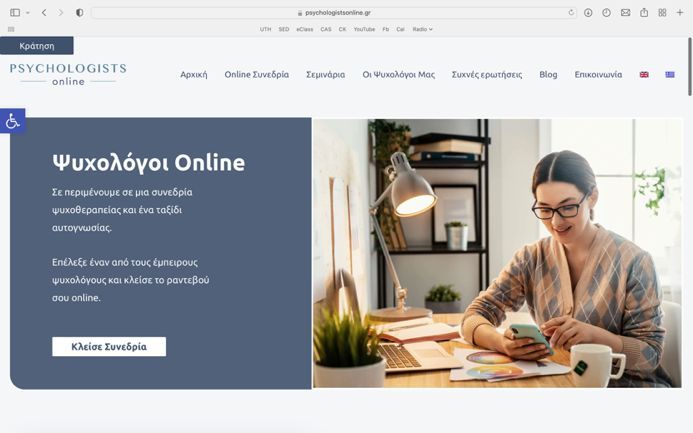 psychologistsonline.gr
UTH SED eClass CAS CK YouTube Fb Cal Radio
Κράτηση
PSYCHOLOGISTS
online
Αρχική Online Συνεδρία Σεμινάρια Οι Ψυχολόγοι Μας Συχνές ερωτήσεις Blog Επικοινωνία
Ψυχολόγοι Online
Σε περιμένουμε σε μια συνεδρία
ψυχοθεραπείας και ένα ταξίδι
αυτογνωσίας.
Επέλεξε έναν από τους έμπειρους
ψυχολόγους και κλείσε το ραντεβού
σου online.
Κλείσε Συνεδρία